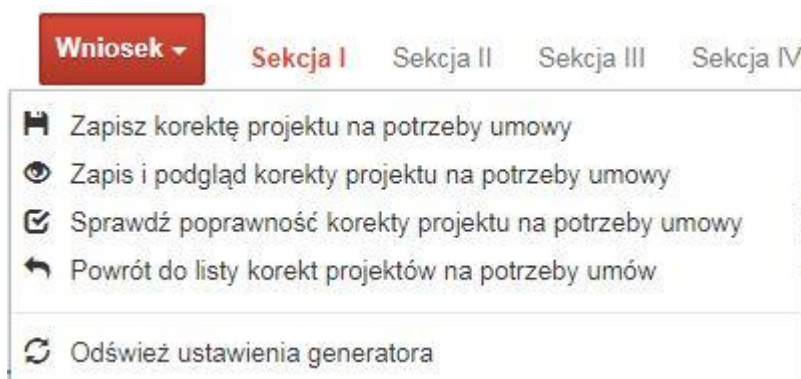 Wniosek Sekcja I Sekcja II Sekcja III Sekcja IV
Zapisz korektę projektu na potrzeby umowy
Zapis i podgląd korekty projektu na potrzeby umowy
Sprawdź poprawność korekty projektu na potrzeby umowy
Powrót do listy korekt projektów na potrzeby umów
Odśwież ustawienia generatora